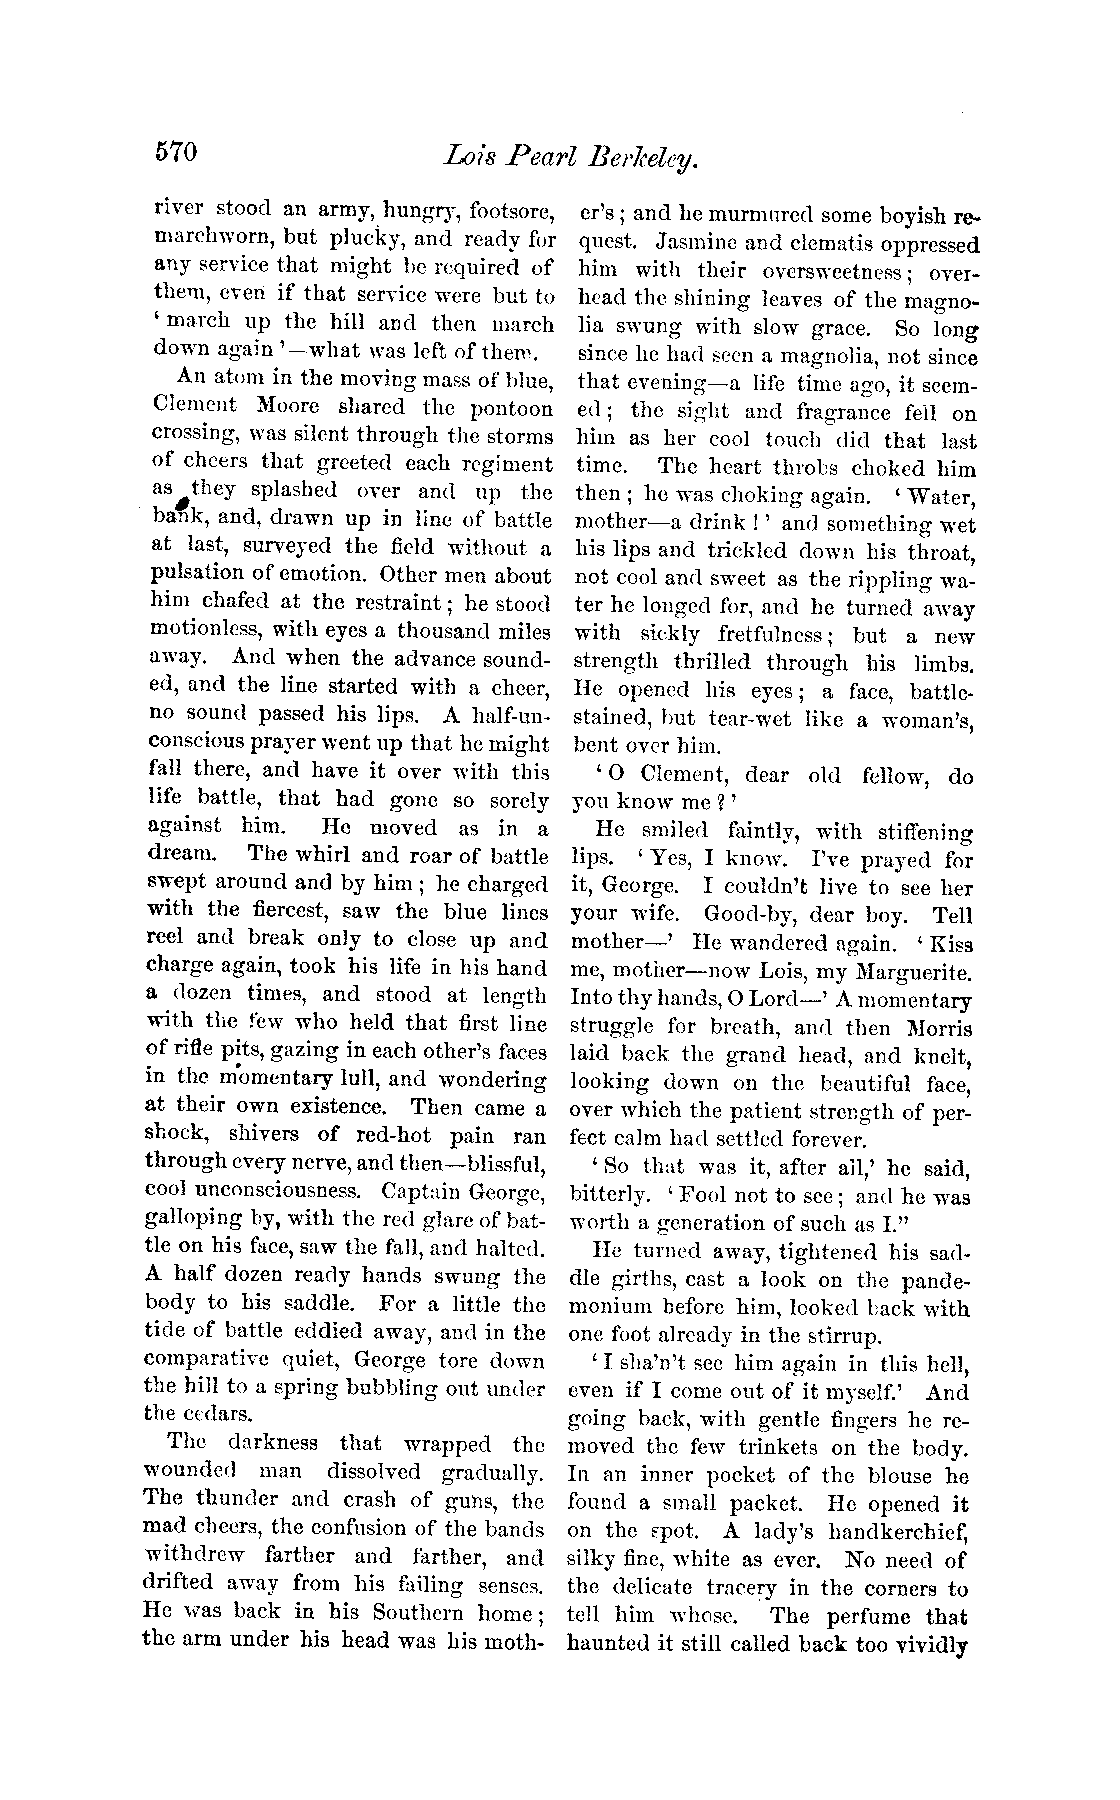 570
Lois Pearl Berkeley.
river stood an army, hungry, footsore,
marchworn, but plucky, and ready for
any service that might be required of
them, even if that service were but to
‘ march up the hill and then march
down again ’—what was left of them.
An atom in the moving mass of blue,
Clement Moore shared the pontoon
crossing, was silent through the storms
of cheers that greeted each regiment
as they splashed over and up the
bank, and, drawn up in line of battle
at last, surveyed the field without a
pulsation of emotion. Other men about
him chafed at the restraint ; he stood
motionless, with eyes a thousand miles
away. And when the advance sound-
ed, and the line started with a cheer,
no sound passed his lips. A half-un-
conscious prayer went up that he might
fall there, and have it over with this
life battle, that had gone so sorely
against him. He moved as in a
dream. The whirl and roar of battle
swept around and by him ; he charged
with the fiercest, saw the blue lines
reel and break only to close up and
charge again, took his life in his hand
a dozen times, and stood at length
with the few who held that first line
of rifle pits, gazing in each other’s faces
in the momentary lull, and wondering
at their own existence. Then came a
shock, shivers of red-hot pain ran
through every nerve, and then—blissful,
cool unconsciousness. Captain George,
galloping by, with the red glare of bat-
tle on his face, saw the fall, and halted.
A half dozen ready hands swung the
body to his saddle. For a little the
tide of battle eddied away, and in the
comparative quiet, George tore down
the hill to a spring bubbling out under
the cedars.
The darkness that wrapped the
wounded man dissolved gradually.
The thunder and crash of guns, the
mad cheers, the confusion of the bands
withdrew farther and farther, and
drifted away from his failing senses.
He was back in his Southern home ;
the arm under his head was his moth-
er’s ; and he murmured some boyish re-
quest. Jasmine and clematis oppressed
him with their oversweetness ; over-
head the shining leaves of the magno-
lia swung with slow grace. So long
since he had seen a magnolia, not since
that evening—a life time ago, it seem-
ed ; the sight and fragrance fell on
him as her cool touch did that last
time. The heart throbs choked him
then ; he was choking again. ‘ Water,
mother—a drink ! ’ and something wet
his lips and trickled down his throat,
not cool and sweet as the rippling wa-
ter he longed for, and he turned away
with sickly fretfulness ; but a new
strength thrilled through his limbs.
He opened his eyes ; a face, battle-
stained, but tear-wet like a woman’s,
bent over him.
‘ O Clement, dear old fellow, do
you know me ? ’
He smiled faintly, with stiffening
lips. ‘ Yes, I know. I’ve prayed for
it, George. I couldn’t live to see her
your wife. Good-by, dear boy. Tell
mother—’ He wandered again. ‘ Kiss
me, mother—now Lois, my Marguerite.
Into thy hands, O Lord—’ A momentary
struggle for breath, and then Morris
laid back the grand head, and knelt,
looking down on the beautiful face,
over which the patient strength of per-
fect calm had settled forever.
‘ So that was it, after all,’ he said,
bitterly. ‘ Fool not to see ; and he was
worth a generation of such as I.”
He turned away, tightened his sad-
dle girths, cast a look on the pande-
monium before him, looked back with
one foot already in the stirrup.
‘ I sha’n’t see him again in this hell,
even if I come out of it myself.’ And
going back, with gentle fingers he re-
moved the few trinkets on the body.
In an inner pocket of the blouse he
found a small packet. He opened it
on the spot. A lady’s handkerchief,
silky fine, white as ever. No need of
the delicate tracery in the corners to
tell him whose. The perfume that
haunted it still called back too vividly